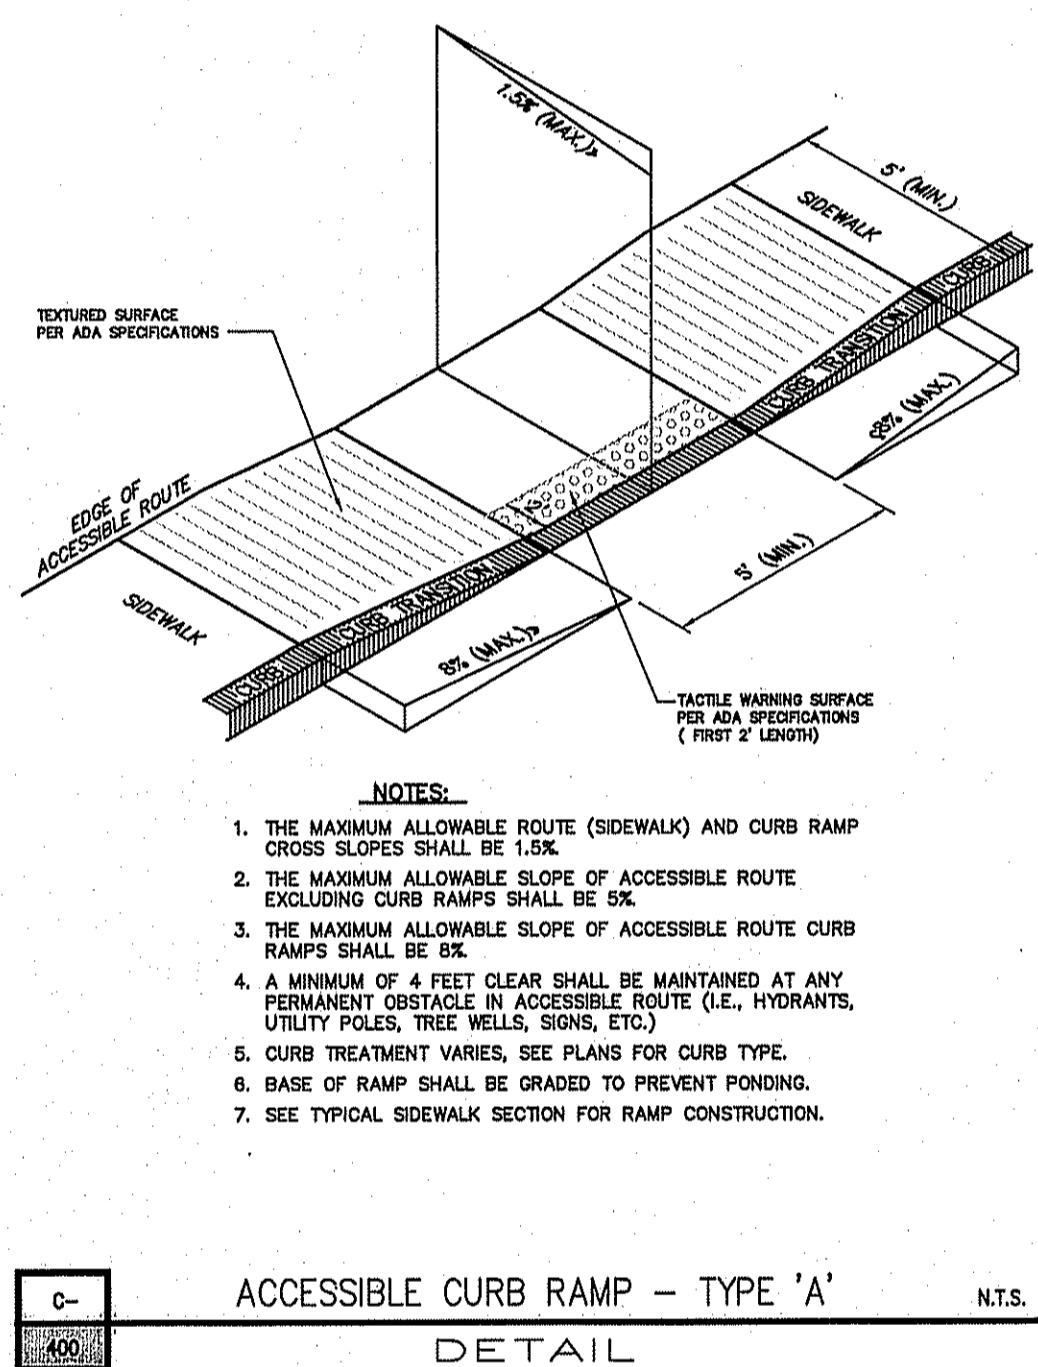 1.5% (MAX.)
5' (MIN.)
SIDEWALK
CURB
TEXTURED SURFACE
PER ADA SPECIFICATIONS
CURB TRANSITION
8% (MAX.)
EDGE OF
ACCESSIBLE ROUTE
2'
5' (MIN.)
SIDEWALK
CURB TRANSITION
8% (MAX.)
CURB
TACTILE WARNING SURFACE
PER ADA SPECIFICATIONS
( FIRST 2' LENGTH)
NOTES:
1. THE MAXIMUM ALLOWABLE ROUTE (SIDEWALK) AND CURB RAMP
CROSS SLOPES SHALL BE 1.5%.
2. THE MAXIMUM ALLOWABLE SLOPE OF ACCESSIBLE ROUTE
EXCLUDING CURB RAMPS SHALL BE 5%.
3. THE MAXIMUM ALLOWABLE SLOPE OF ACCESSIBLE ROUTE CURB
RAMPS SHALL BE 8%.
4. A MINIMUM OF 4 FEET CLEAR SHALL BE MAINTAINED AT ANY
PERMANENT OBSTACLE IN ACCESSIBLE ROUTE (I.E., HYDRANTS,
UTILITY POLES, TREE WELLS, SIGNS, ETC.)
5. CURB TREATMENT VARIES, SEE PLANS FOR CURB TYPE.
6. BASE OF RAMP SHALL BE GRADED TO PREVENT PONDING.
7. SEE TYPICAL SIDEWALK SECTION FOR RAMP CONSTRUCTION.
C-
ACCESSIBLE CURB RAMP - TYPE 'A'
N.T.S.
400
DETAIL